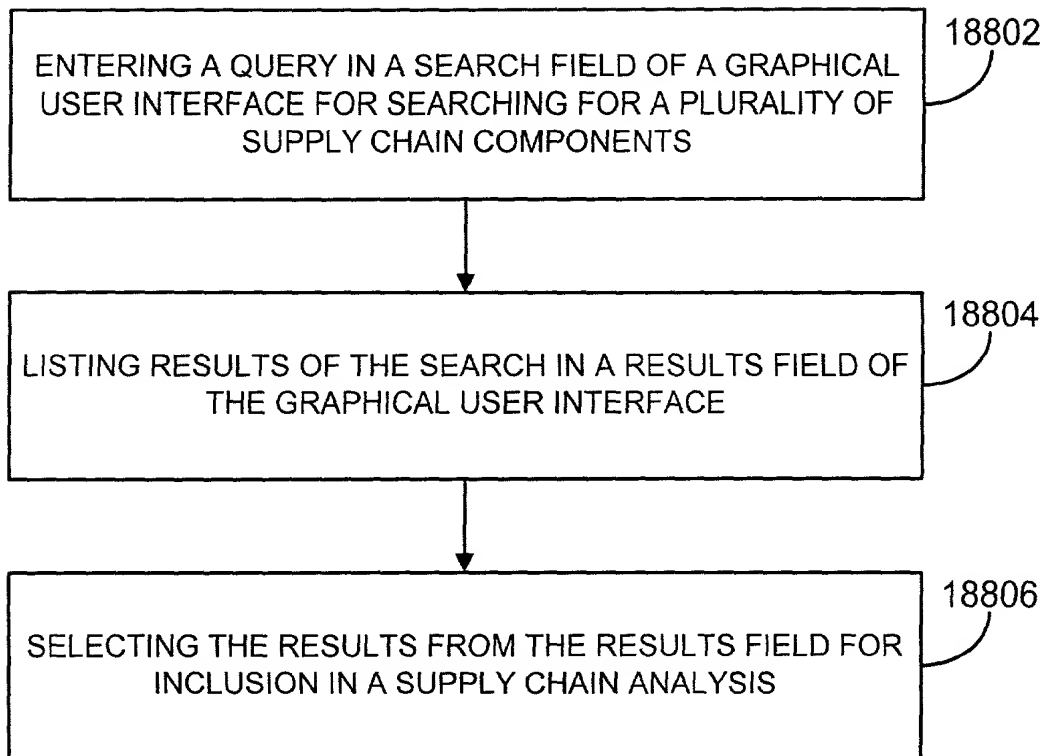 18802
ENTERING A QUERY IN A SEARCH FIELD OF A GRAPHICAL
USER INTERFACE FOR SEARCHING FOR A PLURALITY OF
SUPPLY CHAIN COMPONENTS
18804
LISTING RESULTS OF THE SEARCH IN A RESULTS FIELD OF
THE GRAPHICAL USER INTERFACE
18806
SELECTING THE RESULTS FROM THE RESULTS FIELD FOR
INCLUSION IN A SUPPLY CHAIN ANALYSIS